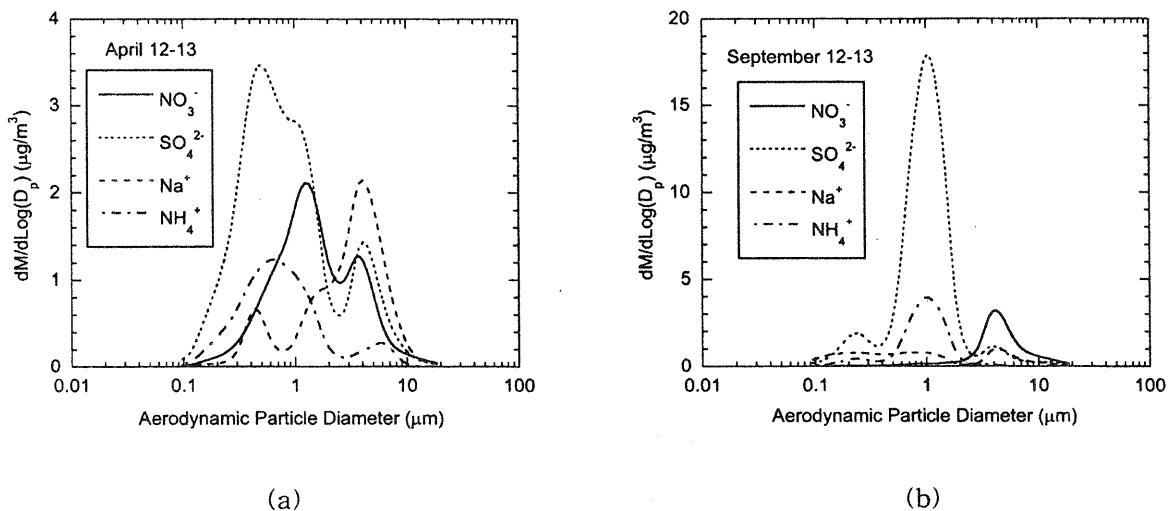 April 12-13
NO₃⁻
SO₄²⁻
Na⁺
NH₄⁺
dM/dLog(Dₚ) (μg/m³)
4
3
2
1
0
0.01 0.1 1 10 100
Aerodynamic Particle Diameter (μm)
(a)
September 12-13
NO₃⁻
SO₄²⁻
Na⁺
NH₄⁺
dM/dLog(Dₚ) (μg/m³)
20
15
10
5
0
0.01 0.1 1 10 100
Aerodynamic Particle Diameter (μm)
(b)